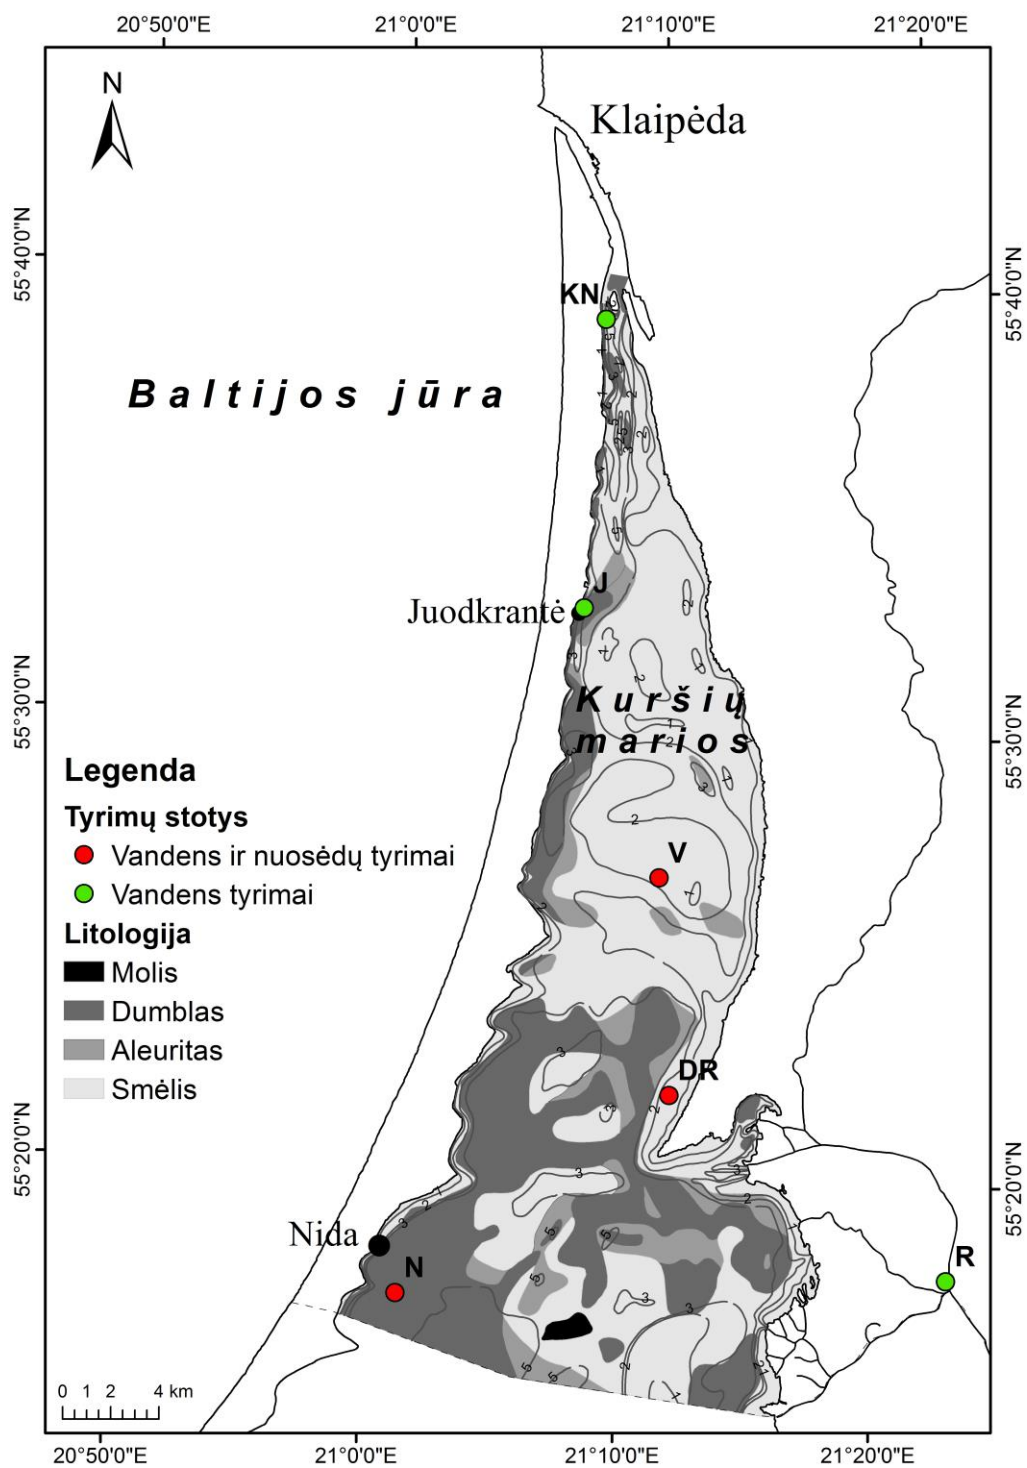 20°50'0"E 21°0'0"E 21°10'0"E 21°20'0"E
N
Klaipėda
55°40'0"N
55°40'0"N
KN
Baltijos jūra
J
Juodkrantė
Kuršių
marios
55°30'0"N
55°30'0"N
Legenda
Tyrimų stotys
Vandens ir nuosėdų tyrimai
Vandens tyrimai
V
Litologija
Molis
Dumblas
Aleuritas
Smėlis
DR
55°20'0"N
55°20'0"N
Nida
N
R
0 1 2 4 km
20°50'0"E 21°0'0"E 21°10'0"E 21°20'0"E